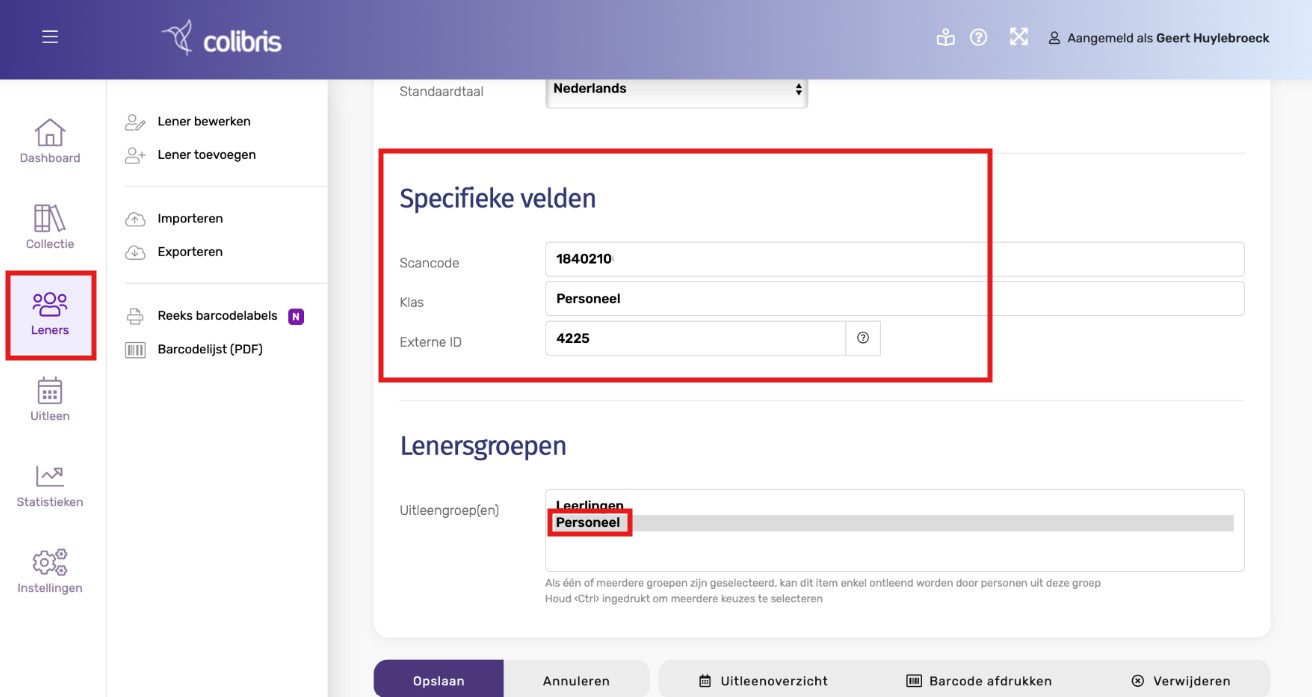 colibris
Aangemeld als Geert Huylebroeck
Dashboard
Collectie
Leners
Uitleen
Statistieken
Instellingen
Lener bewerken
Lener toevoegen
Importeren
Exporteren
Reeks barcodelabels N
Barcodelijst (PDF)
Standaardtaal Nederlands
Specifieke velden
Scancode 1840210
Klas Personeel
Externe ID 4225
Lenersgroepen
Uitleengroep(en) Leerlingen
Personeel
Als één of meerdere groepen zijn geselecteerd, kan dit item enkel ontleend worden door personen uit deze groep
Houd <Ctrl> ingedrukt om meerdere keuzes te selecteren
Opslaan Annuleren Uitleenoverzicht Barcode afdrukken Verwijderen